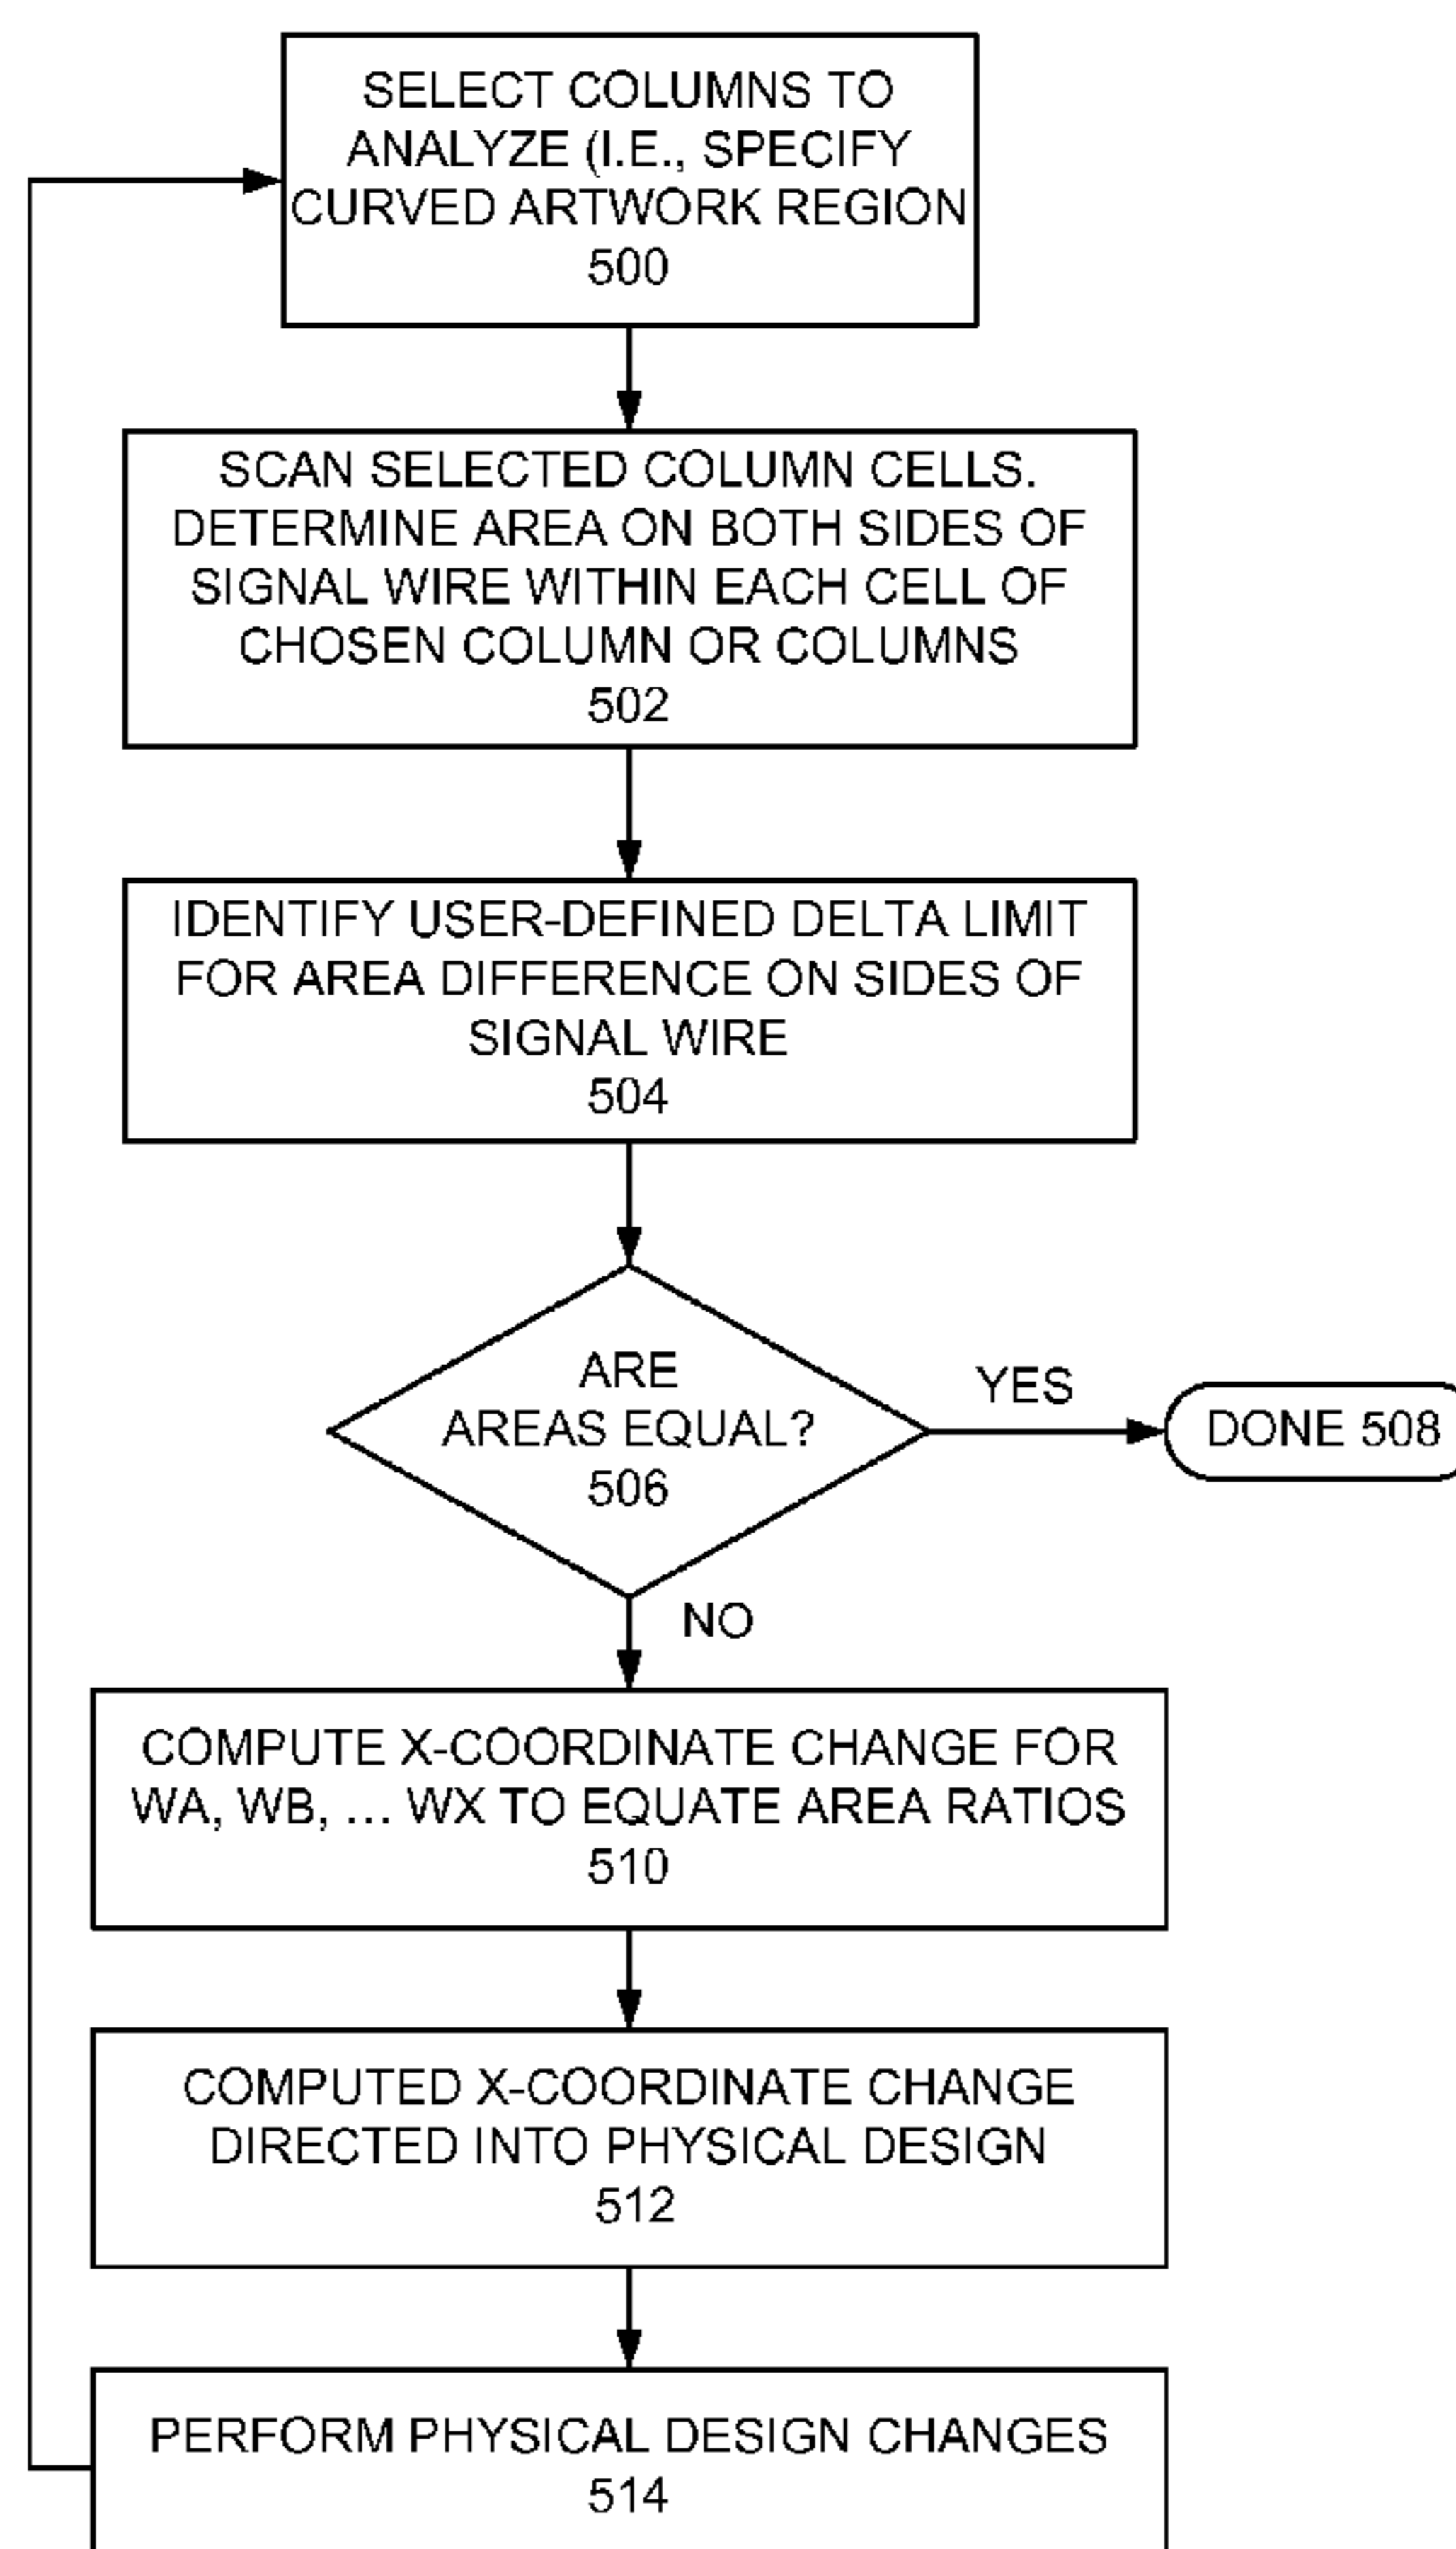 SELECT COLUMNS TO
ANALYZE (I.E., SPECIFY
CURVED ARTWORK REGION
500
SCAN SELECTED COLUMN CELLS.
DETERMINE AREA ON BOTH SIDES OF
SIGNAL WIRE WITHIN EACH CELL OF
CHOSEN COLUMN OR COLUMNS
502
IDENTIFY USER-DEFINED DELTA LIMIT
FOR AREA DIFFERENCE ON SIDES OF
SIGNAL WIRE
504
ARE
AREAS EQUAL?
506
YES
DONE 508
NO
COMPUTE X-COORDINATE CHANGE FOR
WA, WB, ... WX TO EQUATE AREA RATIOS
510
COMPUTED X-COORDINATE CHANGE
DIRECTED INTO PHYSICAL DESIGN
512
PERFORM PHYSICAL DESIGN CHANGES
514